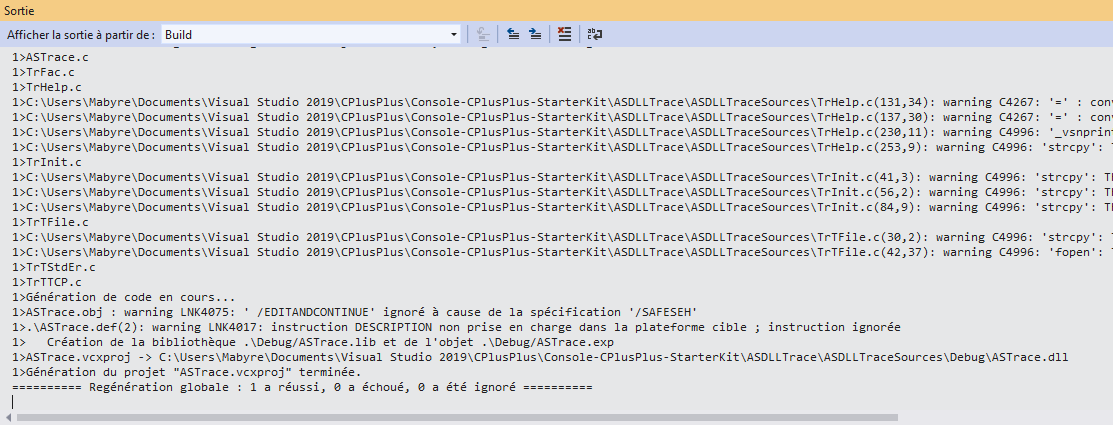 Sortie
Afficher la sortie à partir de : Build
1>ASTrace.c
1>TrFac.c
1>TrHelp.c
1>C:\Users\Mabyre\Documents\Visual Studio 2019\CPlusPlus\Console-CPlusPlus-StarterKit\ASDLLTrace\ASDLLTraceSources\TrHelp.c(131,34): warning C4267: '=' : conv
1>C:\Users\Mabyre\Documents\Visual Studio 2019\CPlusPlus\Console-CPlusPlus-StarterKit\ASDLLTrace\ASDLLTraceSources\TrHelp.c(137,30): warning C4267: '=' : conv
1>C:\Users\Mabyre\Documents\Visual Studio 2019\CPlusPlus\Console-CPlusPlus-StarterKit\ASDLLTrace\ASDLLTraceSources\TrHelp.c(230,11): warning C4996: '_vsnprint
1>C:\Users\Mabyre\Documents\Visual Studio 2019\CPlusPlus\Console-CPlusPlus-StarterKit\ASDLLTrace\ASDLLTraceSources\TrHelp.c(253,9): warning C4996: 'strcpy': T
1>TrInit.c
1>C:\Users\Mabyre\Documents\Visual Studio 2019\CPlusPlus\Console-CPlusPlus-StarterKit\ASDLLTrace\ASDLLTraceSources\TrInit.c(41,3): warning C4996: 'strcpy': Th
1>C:\Users\Mabyre\Documents\Visual Studio 2019\CPlusPlus\Console-CPlusPlus-StarterKit\ASDLLTrace\ASDLLTraceSources\TrInit.c(56,2): warning C4996: 'strcpy': Th
1>C:\Users\Mabyre\Documents\Visual Studio 2019\CPlusPlus\Console-CPlusPlus-StarterKit\ASDLLTrace\ASDLLTraceSources\TrInit.c(84,9): warning C4996: 'strcpy': Th
1>TrTFile.c
1>C:\Users\Mabyre\Documents\Visual Studio 2019\CPlusPlus\Console-CPlusPlus-StarterKit\ASDLLTrace\ASDLLTraceSources\TrTFile.c(30,2): warning C4996: 'strcpy': T
1>C:\Users\Mabyre\Documents\Visual Studio 2019\CPlusPlus\Console-CPlusPlus-StarterKit\ASDLLTrace\ASDLLTraceSources\TrTFile.c(42,37): warning C4996: 'fopen': T
1>TrTStdEr.c
1>TrTTCP.c
1>Génération de code en cours...
1>ASTrace.obj : warning LNK4075: ' /EDITANDCONTINUE' ignoré à cause de la spécification '/SAFESEH'
1>.\ASTrace.def(2): warning LNK4017: instruction DESCRIPTION non prise en charge dans la plateforme cible ; instruction ignorée
1>   Création de la bibliothèque .\Debug/ASTrace.lib et de l'objet .\Debug/ASTrace.exp
1>ASTrace.vcxproj -> C:\Users\Mabyre\Documents\Visual Studio 2019\CPlusPlus\Console-CPlusPlus-StarterKit\ASDLLTrace\ASDLLTraceSources\Debug\ASTrace.dll
1>Génération du projet "ASTrace.vcxproj" terminée.
========== Regénération globale : 1 a réussi, 0 a échoué, 0 a été ignoré ==========